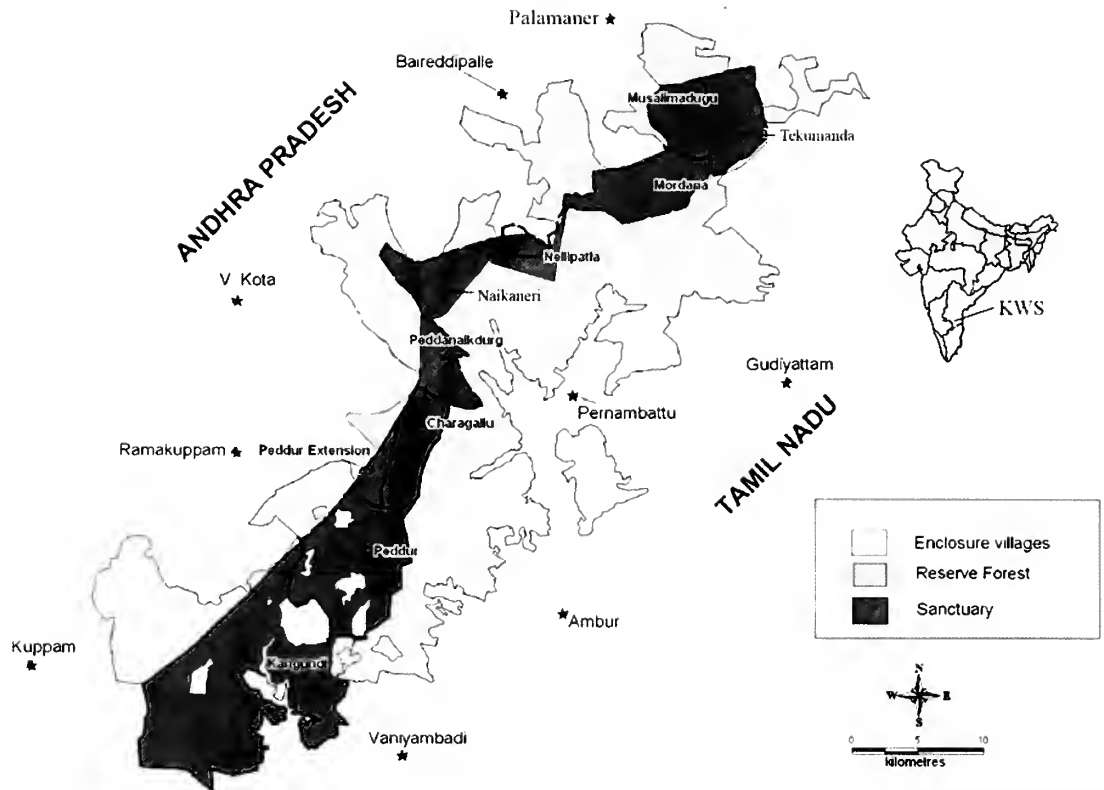 Palamaner
Baireddipalle
Musalimadugu
Tekumanda
Mordana
ANDHRA PRADESH
Nellipatla
V Kota
Naikaneri
KWS
Peddanaikdurg
Gudiyattam
Pernambattu
Charagallu
TAMIL NADU
Ramakuppam
Peddur Extension
Enclosure villages
Peddur
Reserve Forest
Sanctuary
Ambur
Kuppam
Kangundi
N
W E
S
Vaniyambadi
0 5 10
kilometres